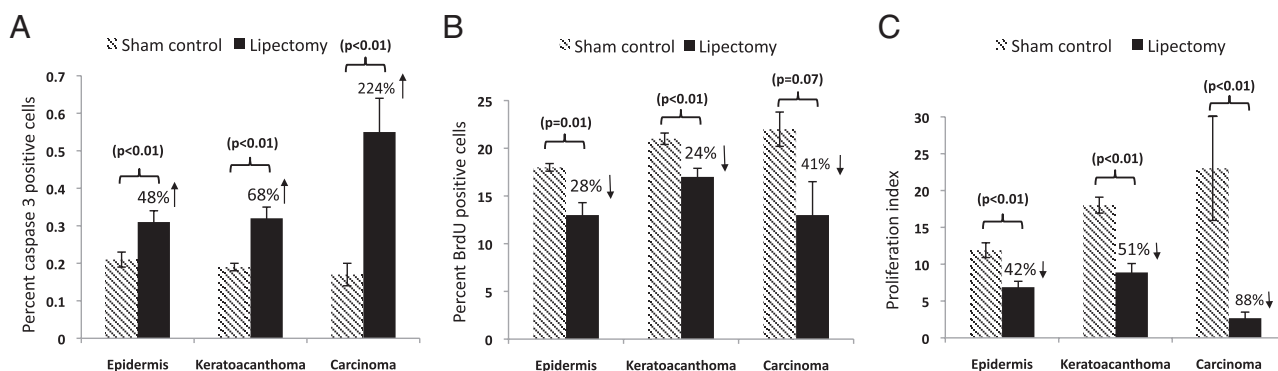 A
Sham control Lipectomy
Percent caspase 3 positive cells
0.7
0.6
0.5
0.4
0.3
0.2
0.1
0
(p<0.01)
48%
(p<0.01)
68%
(p<0.01)
224%
Epidermis Keratoacanthoma Carcinoma
B
Sham control Lipectomy
Percent BrdU positive cells
25
20
15
10
5
0
(p=0.01)
28%
(p<0.01)
24%
(p=0.07)
41%
Epidermis Keratoacanthoma Carcinoma
C
Sham control Lipectomy
Proliferation index
30
25
20
15
10
5
0
(p<0.01)
42%
(p<0.01)
51%
(p<0.01)
88%
Epidermis Keratoacanthoma Carcinoma